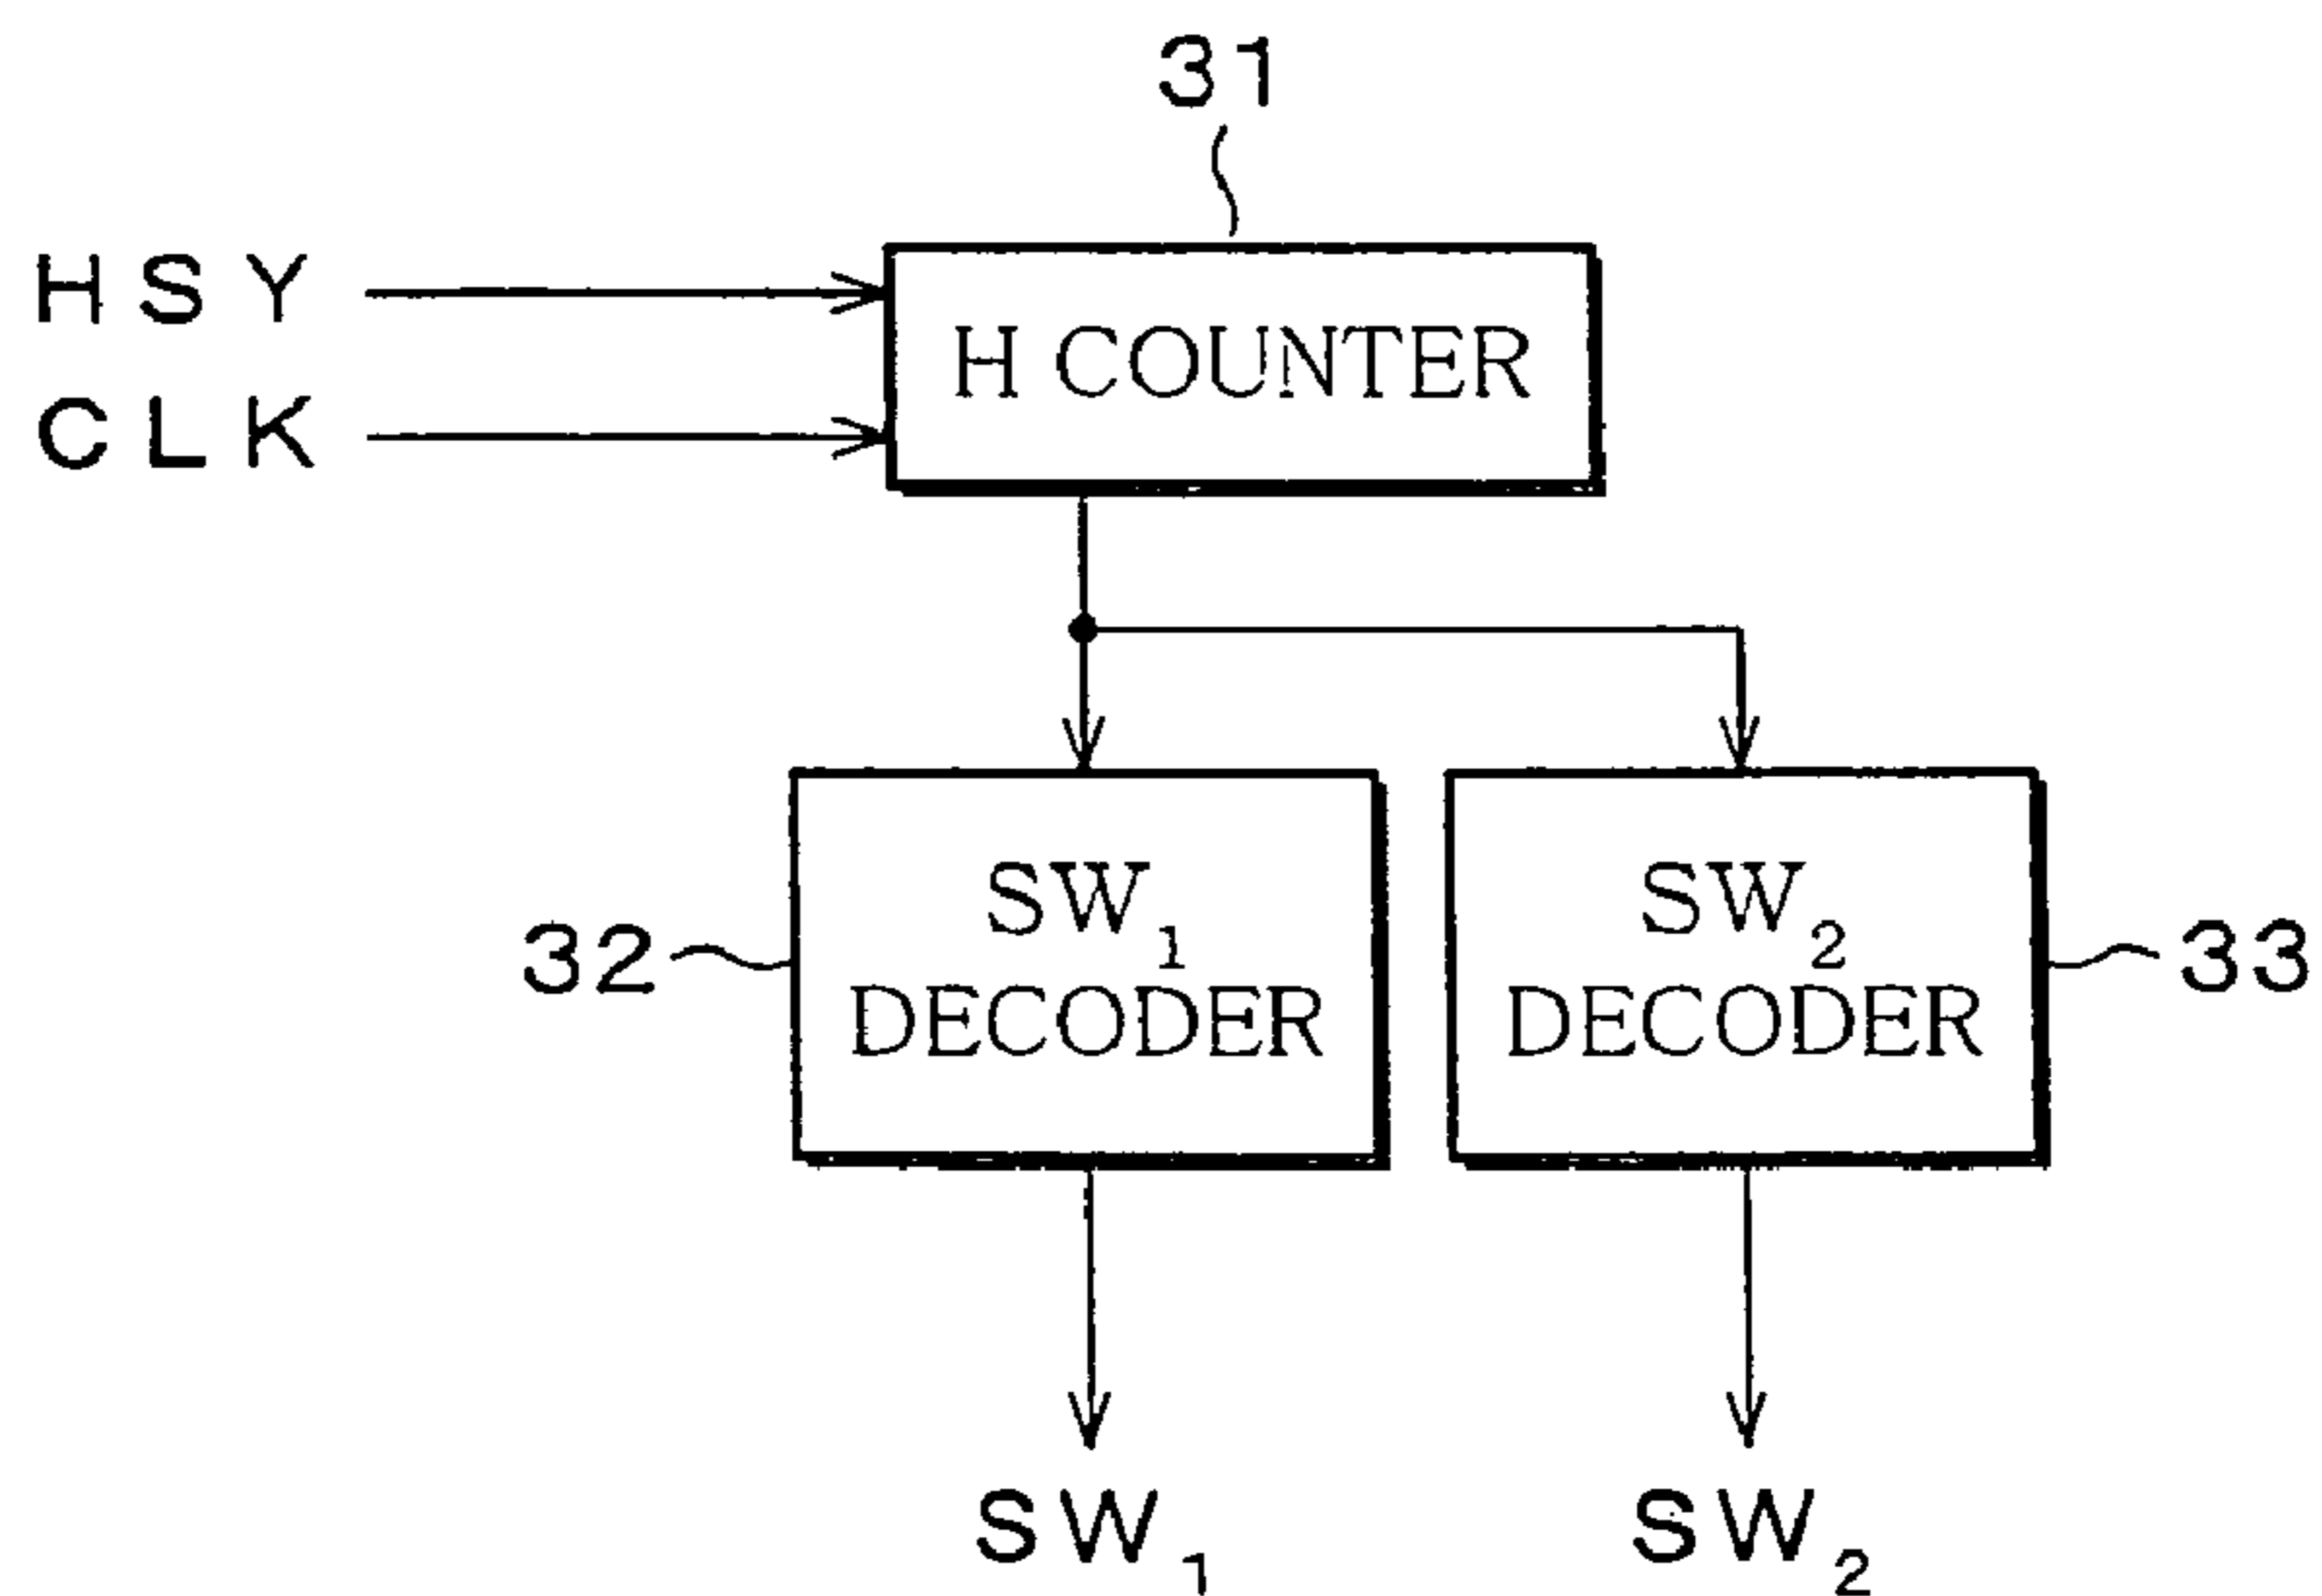 31
HSY
H COUNTER
CLK
SW₁
DECODER
SW₂
DECODER
32
33
SW₁
SW₂